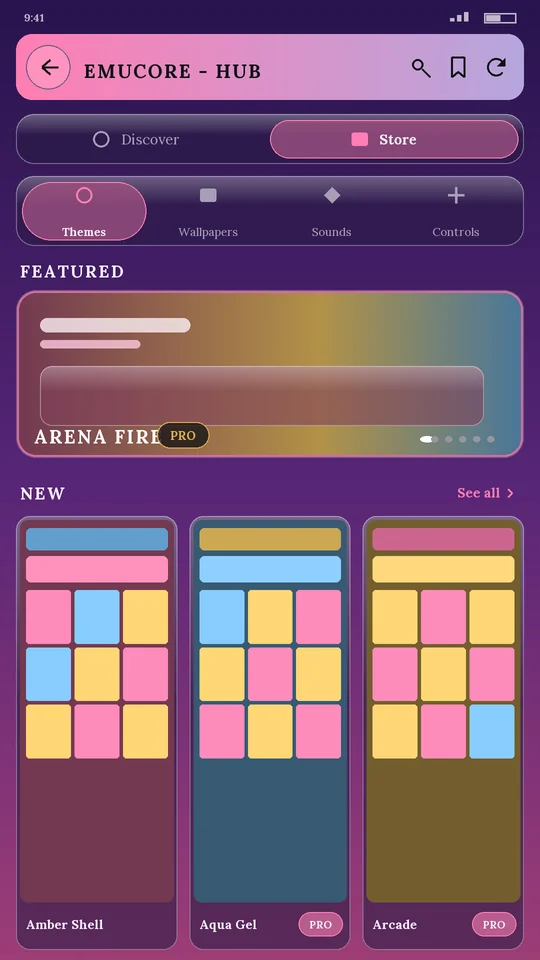 9:41
EMUCORE - HUB
Discover
Store
Themes
Wallpapers
Sounds
Controls
FEATURED
ARENA FIRE
PRO
NEW
See all
Amber Shell
Aqua Gel
PRO
Arcade
PRO